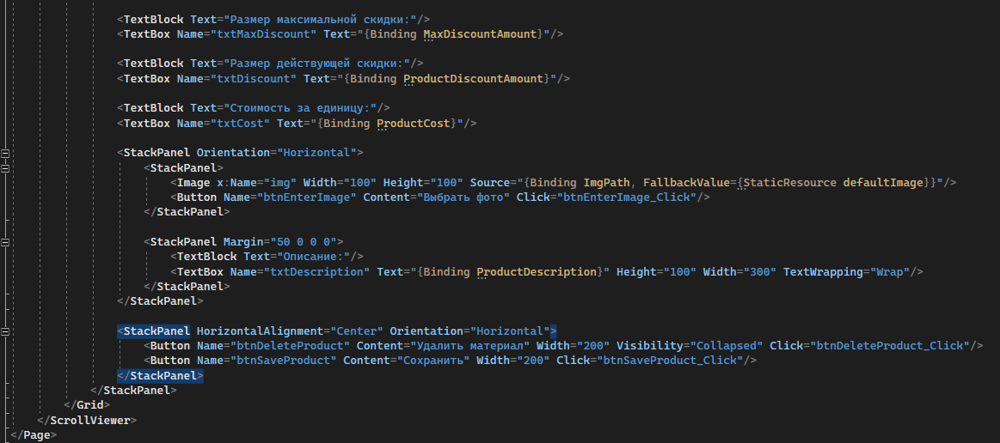 <TextBlock Text="Размер максимальной скидки:"/>
<TextBox Name="txtMaxDiscount" Text="{Binding MaxDiscountAmount}"/>
<TextBlock Text="Размер действующей скидки:"/>
<TextBox Name="txtDiscount" Text="{Binding ProductDiscountAmount}"/>
<TextBlock Text="Стоимость за единицу:"/>
<TextBox Name="txtCost" Text="{Binding ProductCost}"/>
<StackPanel Orientation="Horizontal">
<StackPanel>
<Image x:Name="img" Width="100" Height="100" Source="{Binding ImgPath, FallbackValue={StaticResource defaultImage}}"/>
<Button Name="btnEnterImage" Content="Выбрать фото" Click="btnEnterImage_Click"/>
</StackPanel>
<StackPanel Margin="50 0 0 0">
<TextBlock Text="Описание:"/>
<TextBox Name="txtDescription" Text="{Binding ProductDescription}" Height="100" Width="300" TextWrapping="Wrap"/>
</StackPanel>
</StackPanel>
<StackPanel HorizontalAlignment="Center" Orientation="Horizontal">
<Button Name="btnDeleteProduct" Content="Удалить материал" Width="200" Visibility="Collapsed" Click="btnDeleteProduct_Click"/>
<Button Name="btnSaveProduct" Content="Сохранить" Width="200" Click="btnSaveProduct_Click"/>
</StackPanel>
</StackPanel>
</Grid>
</ScrollViewer>
</Page>